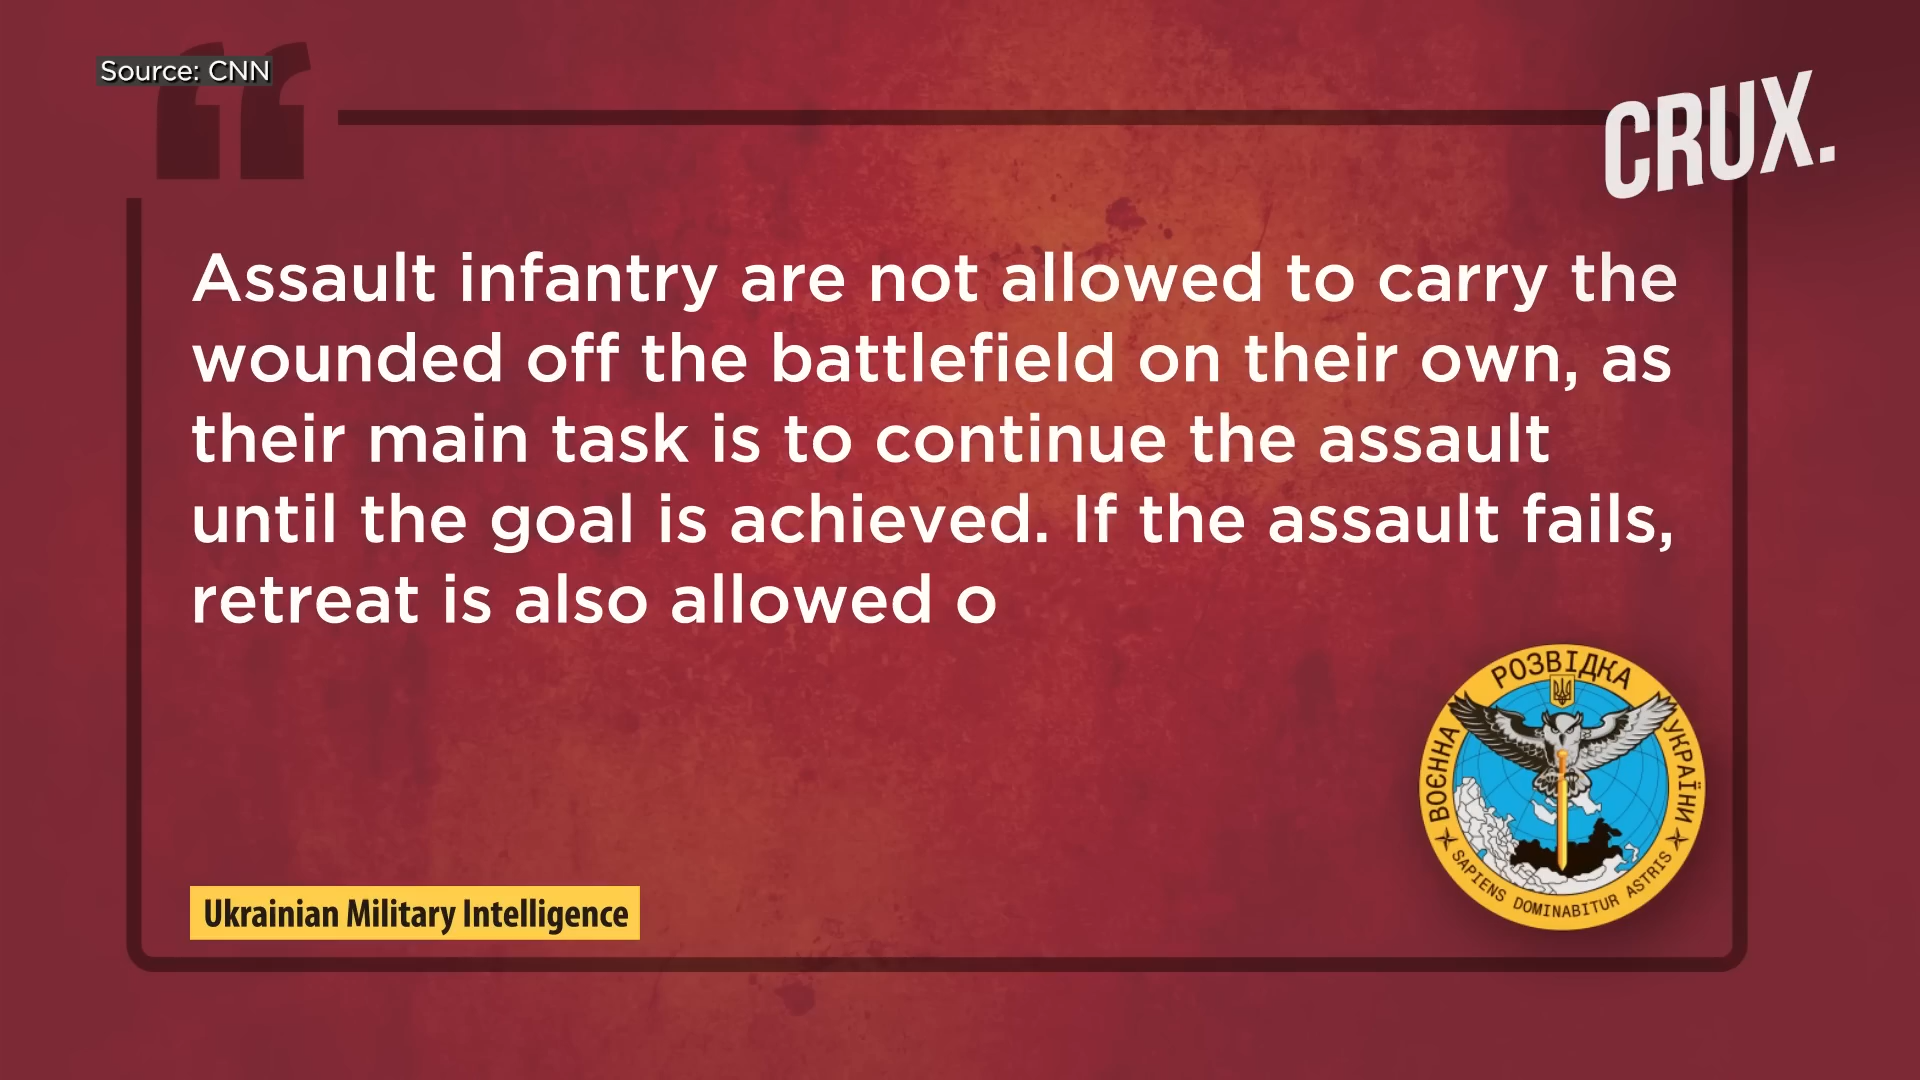 Source: CNN
CRUX.
Assault infantry are not allowed to carry the
wounded off the battlefield on their own, as
their main task is to continue the assault
until the goal is achieved. If the assault fails,
retreat is also allowed o
ВОЄННА РОЗВІДКА УКРАЇНИ
SAPIENS DOMINABITUR ASTRIS
Ukrainian Military Intelligence